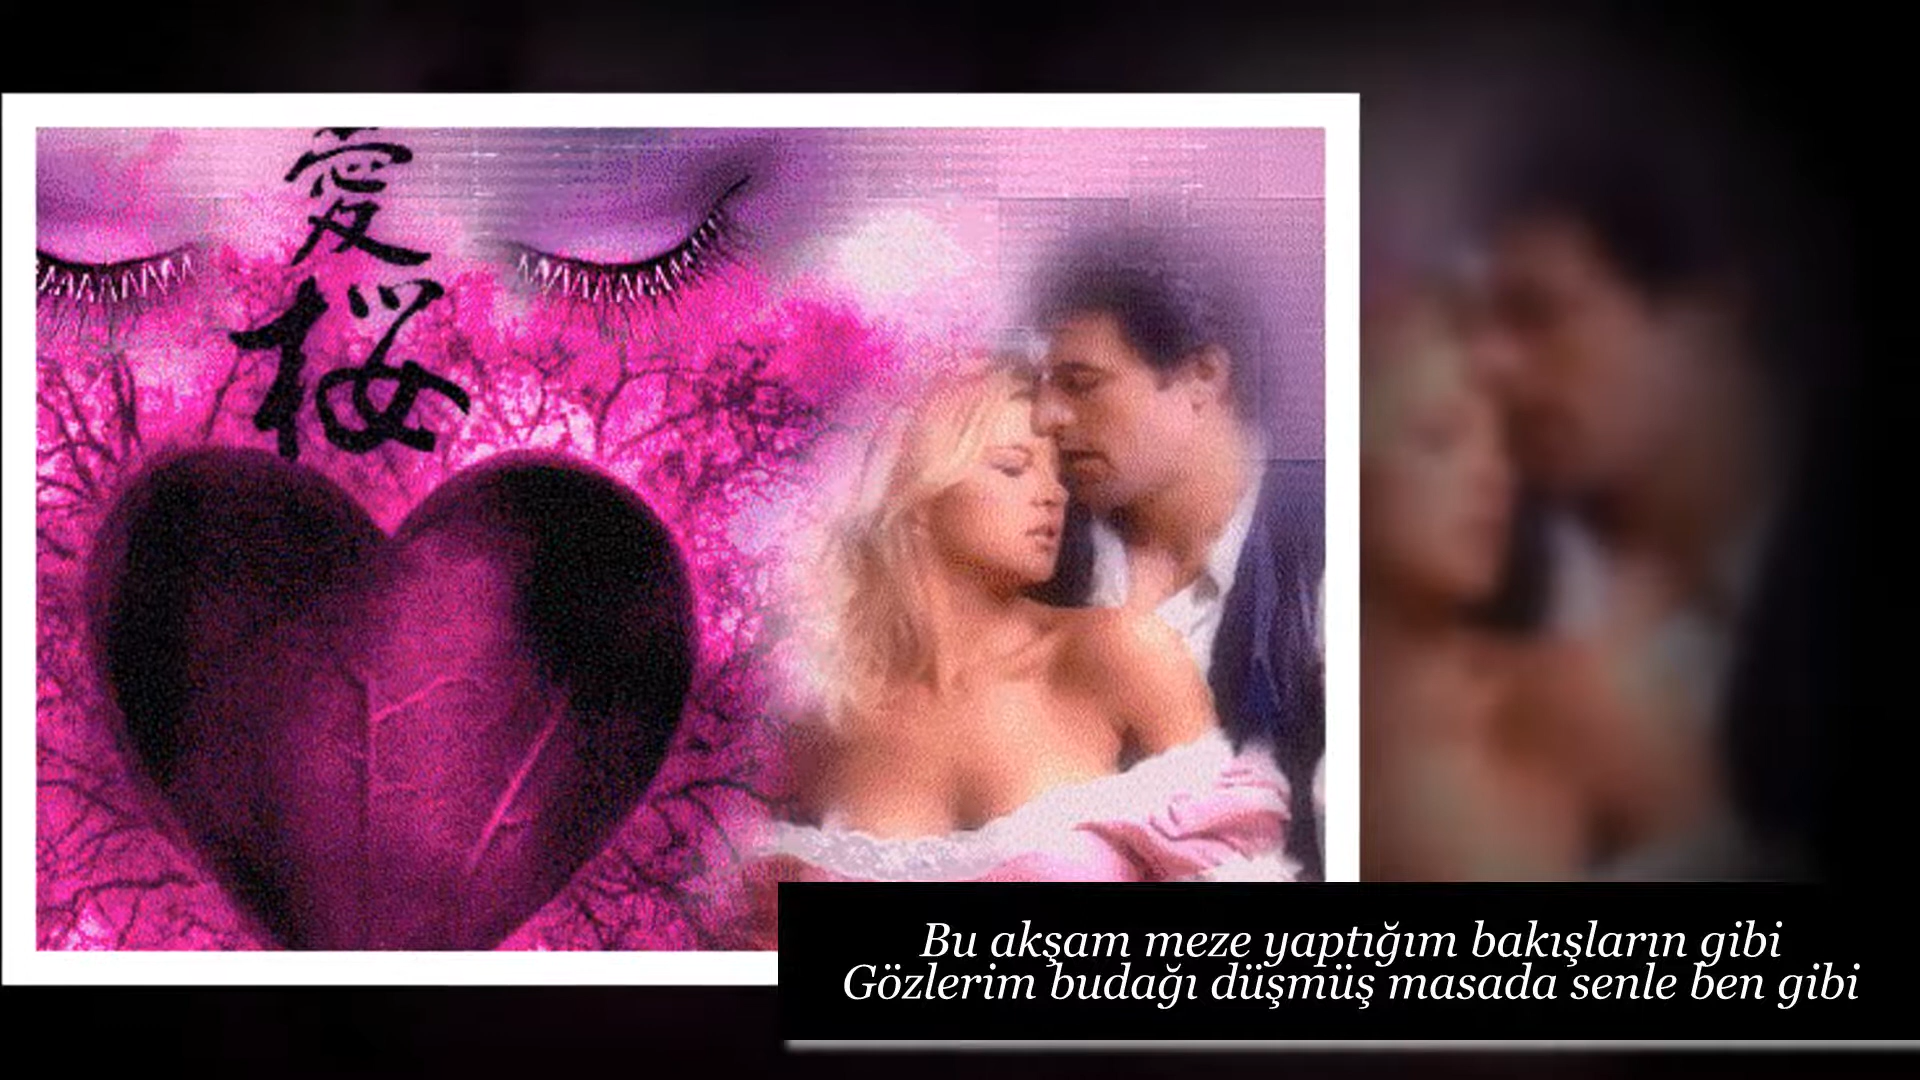 愛
桜
Bu akşam meze yaptığım bakışların gibi
Gözlerim budağı düşmüş masada senle ben gibi